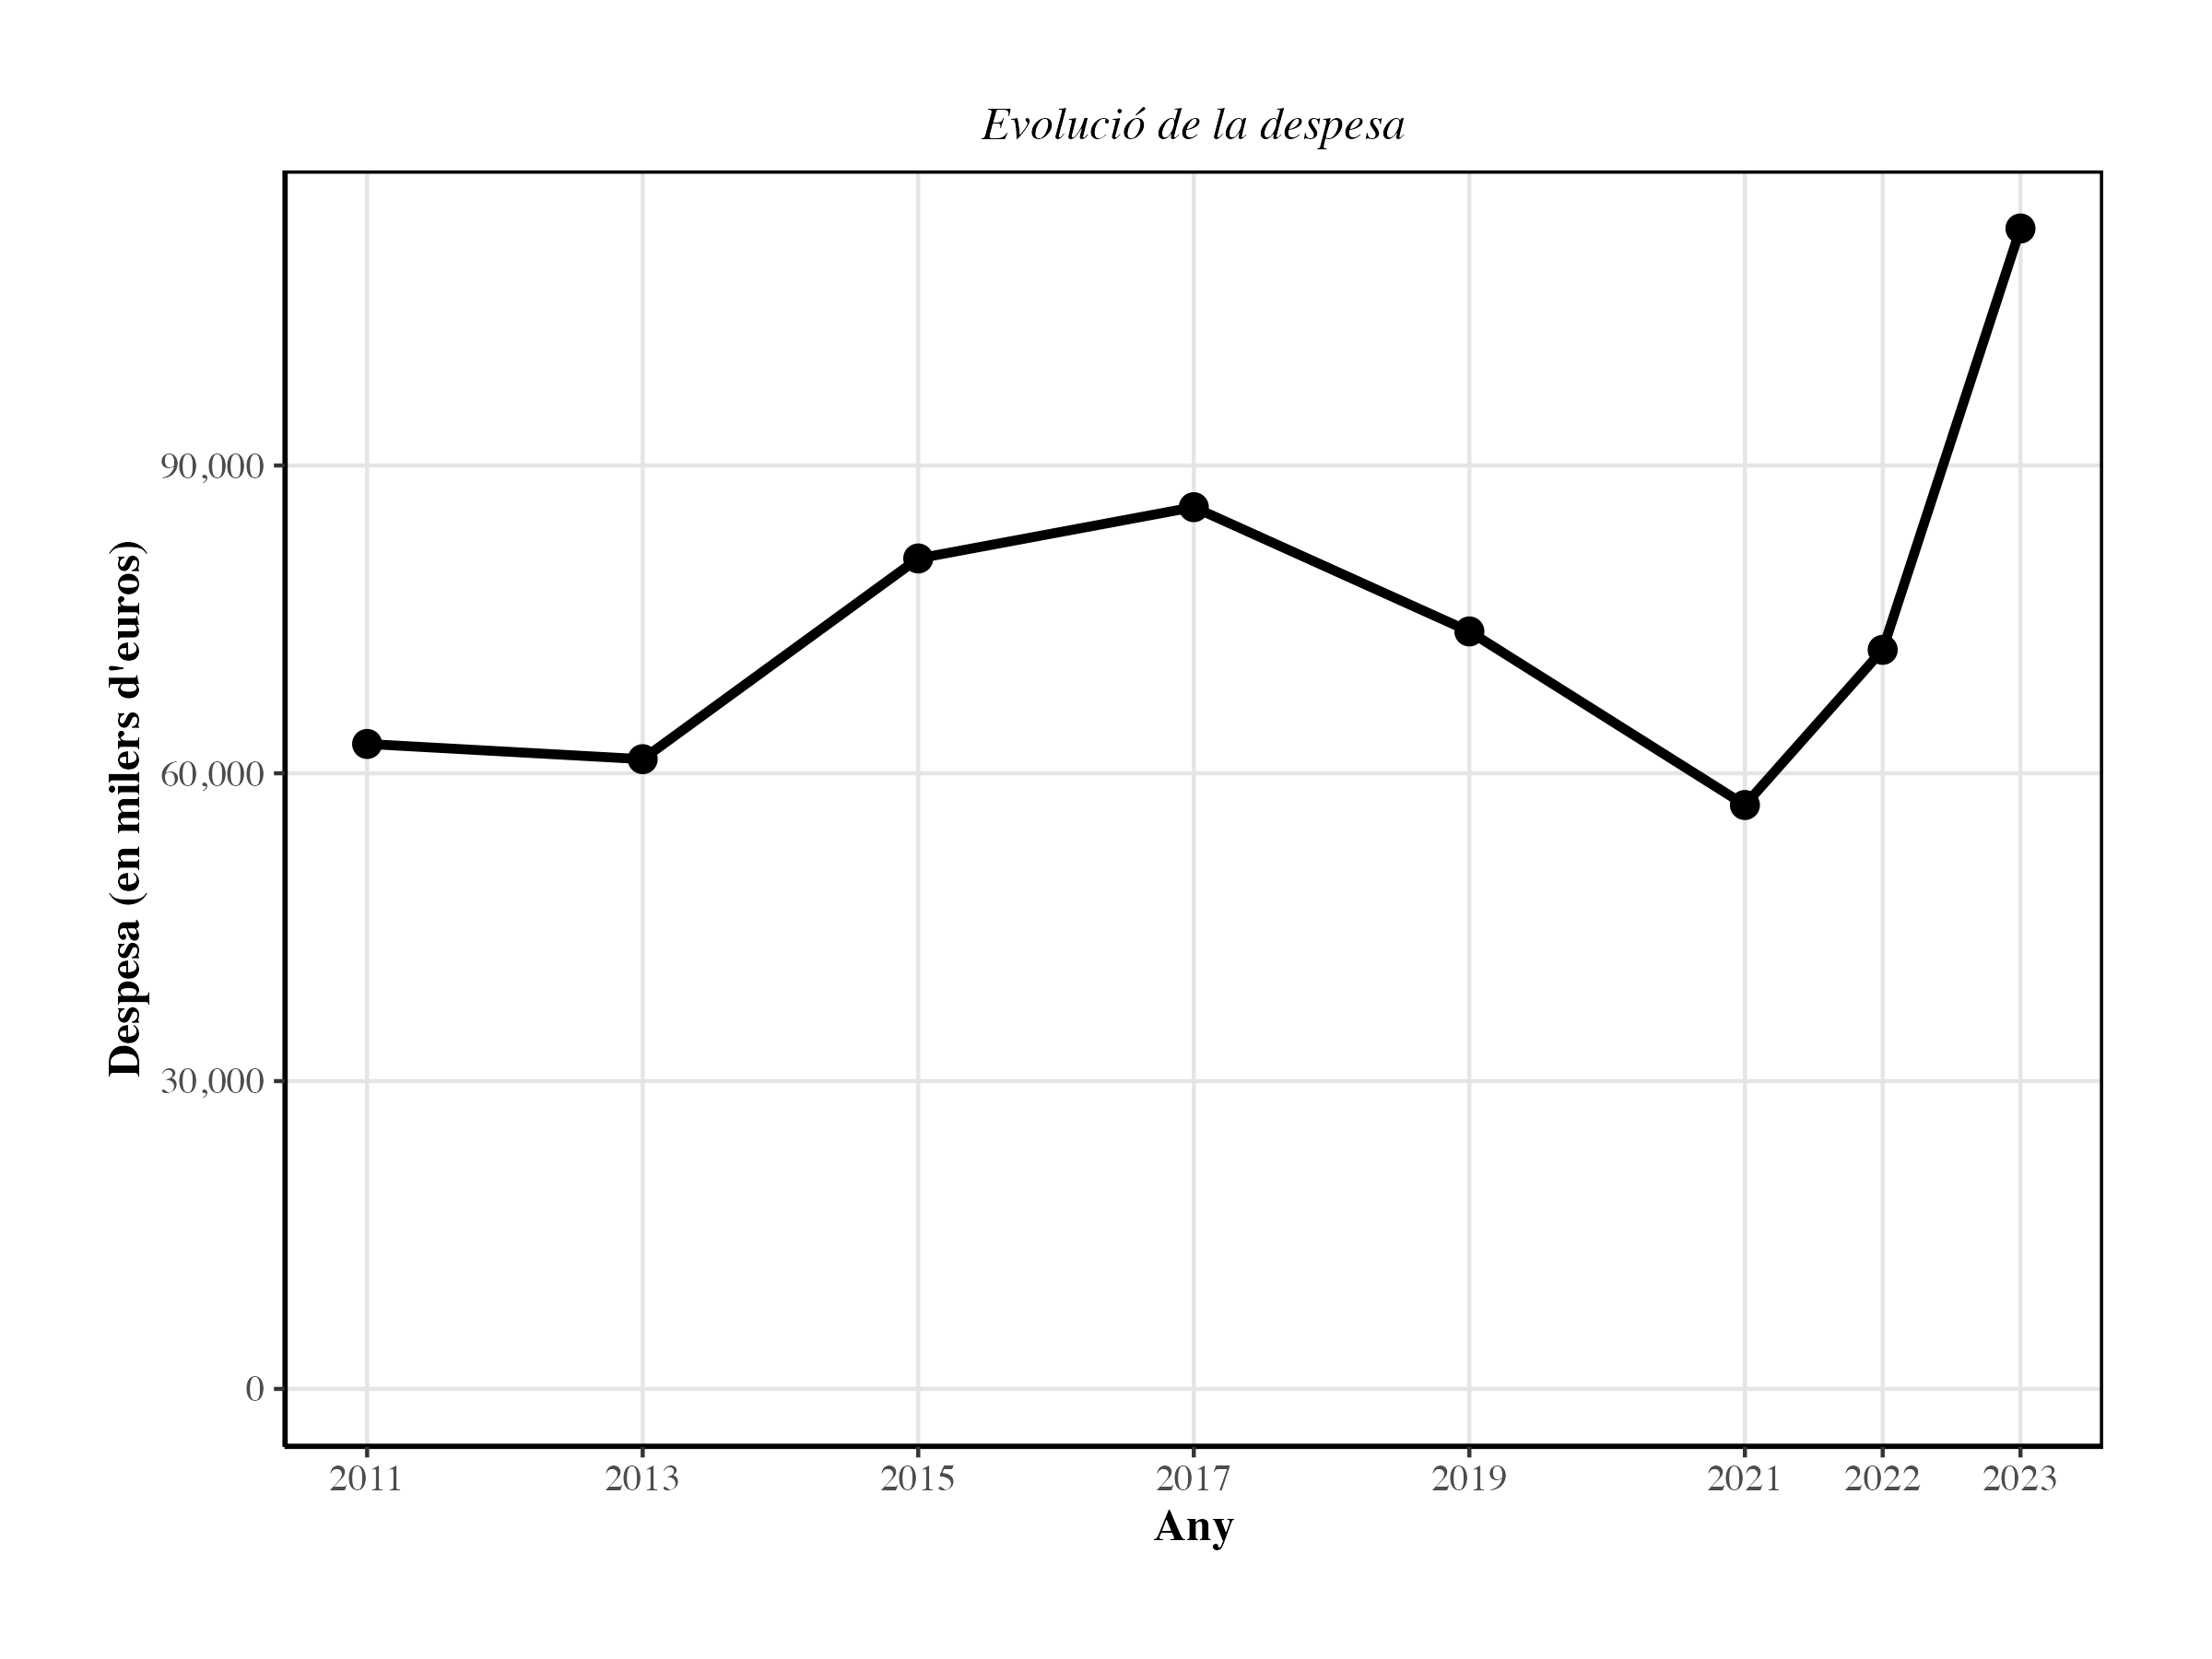 Evolució de la despesa
Despesa (en milers d'euros)
90,000
60,000
30,000
0
2011 2013 2015 2017 2019 2021 2022 2023
Any